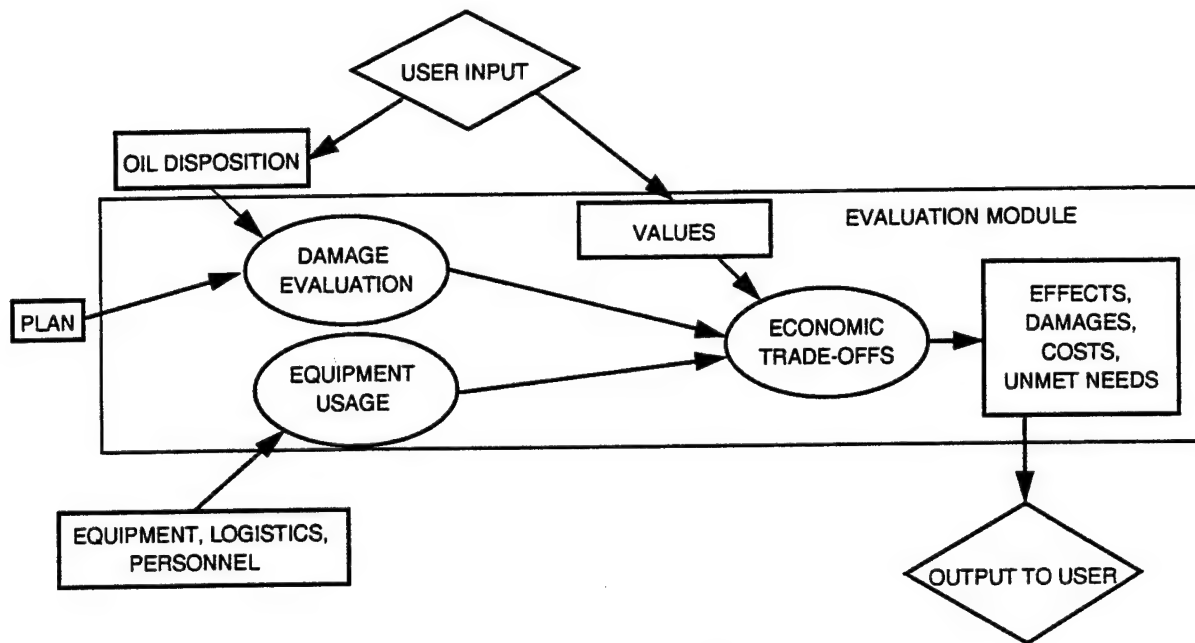 USER INPUT
OIL DISPOSITION
EVALUATION MODULE
VALUES
DAMAGE
EVALUATION
PLAN
EFFECTS,
DAMAGES,
COSTS,
UNMET NEEDS
ECONOMIC
TRADE-OFFS
EQUIPMENT
USAGE
EQUIPMENT, LOGISTICS,
PERSONNEL
OUTPUT TO USER